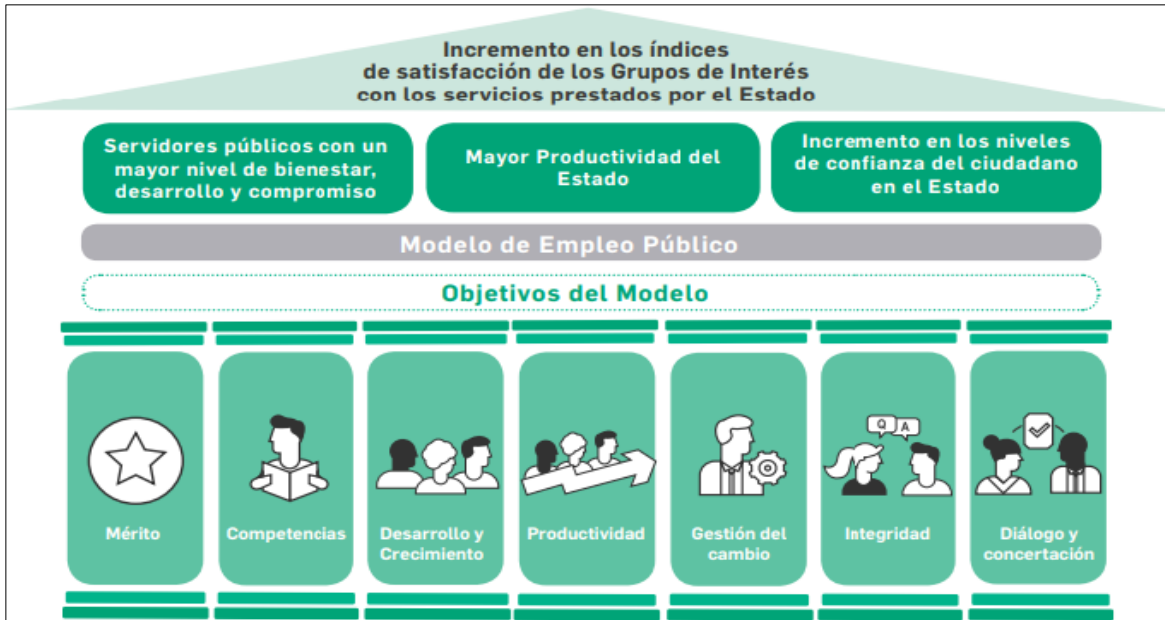 Incremento en los índices
de satisfacción de los Grupos de Interés
con los servicios prestados por el Estado
Servidores públicos con un
mayor nivel de bienestar,
desarrollo y compromiso
Mayor Productividad del
Estado
Incremento en los niveles
de confianza del ciudadano
en el Estado
Modelo de Empleo Público
Objetivos del Modelo
Q A
Mérito
Competencias
Desarrollo y
Crecimiento
Productividad
Gestión del
cambio
Integridad
Diálogo y
concertación